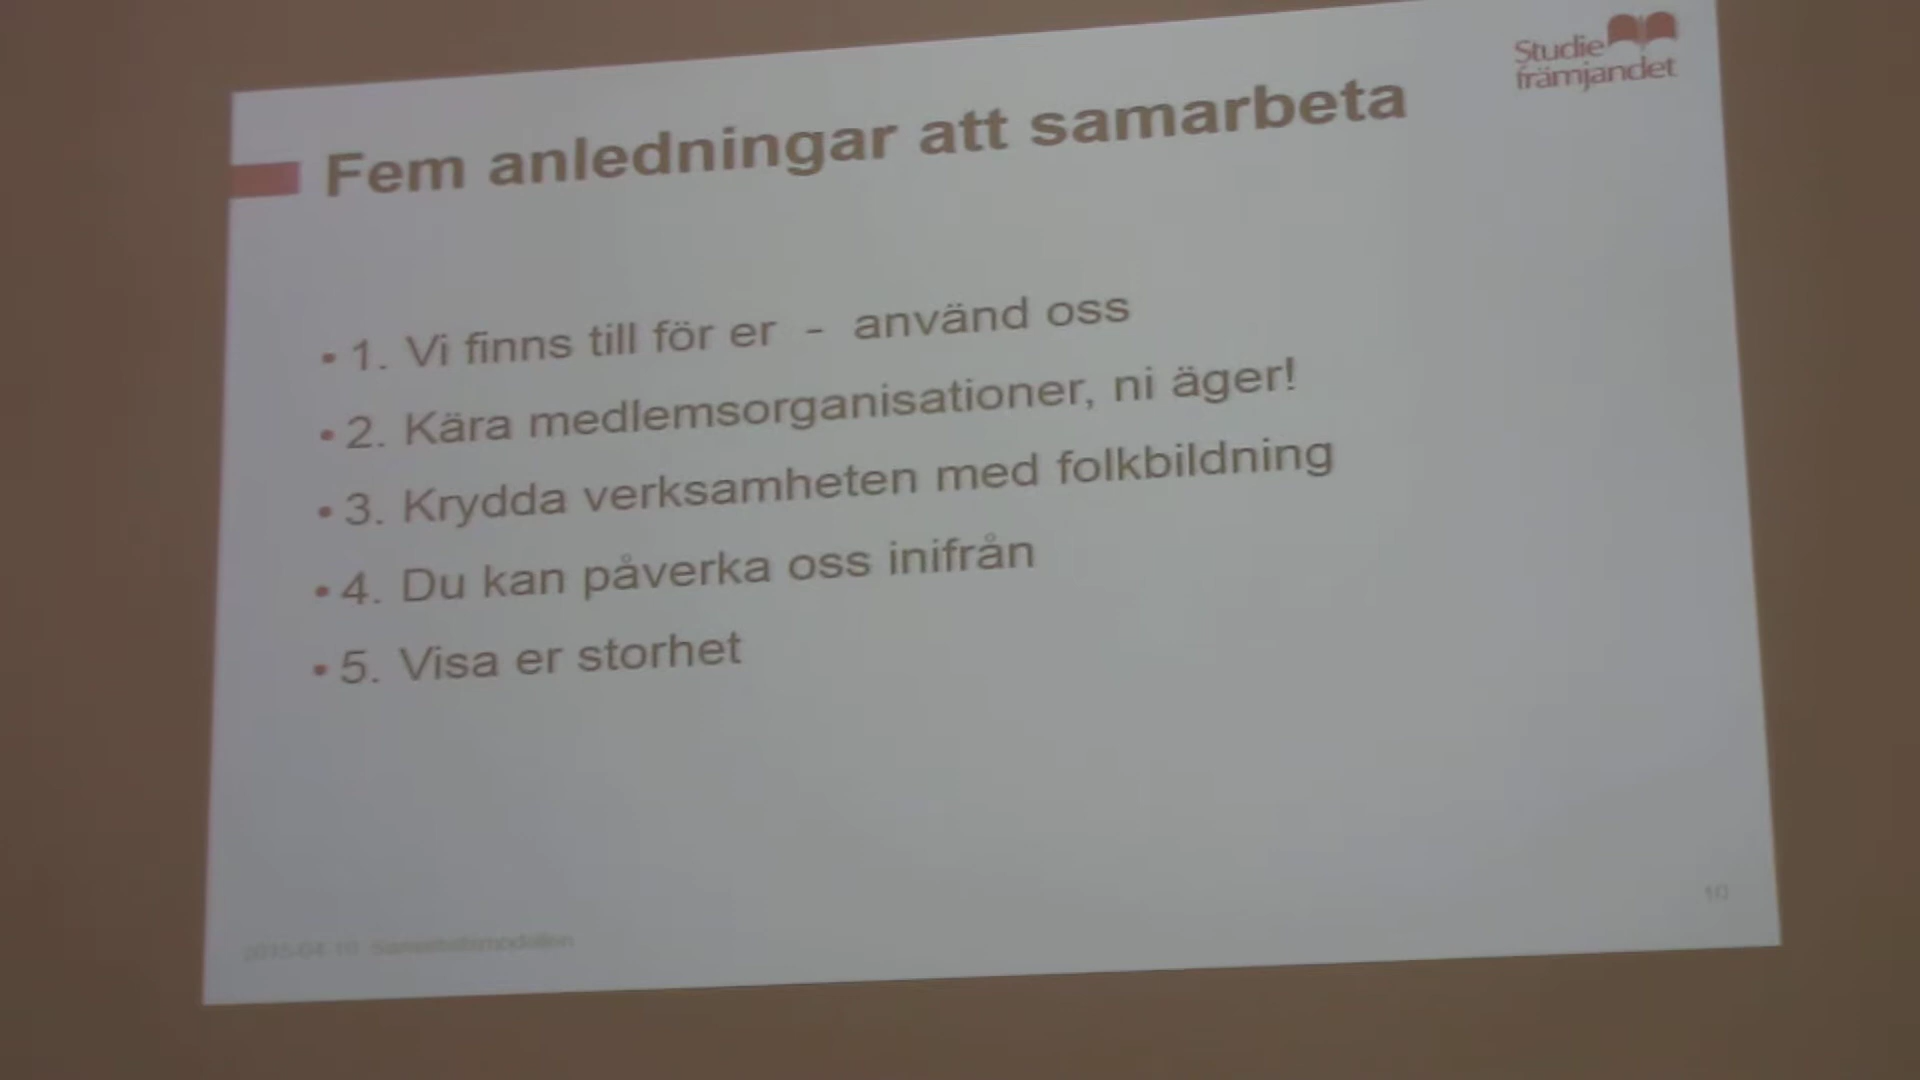 Studie
främjandet
Fem anledningar att samarbeta
• 1. Vi finns till för er - använd oss
• 2. Kära medlemsorganisationer, ni äger!
• 3. Krydda verksamheten med folkbildning
• 4. Du kan påverka oss inifrån
• 5. Visa er storhet
10